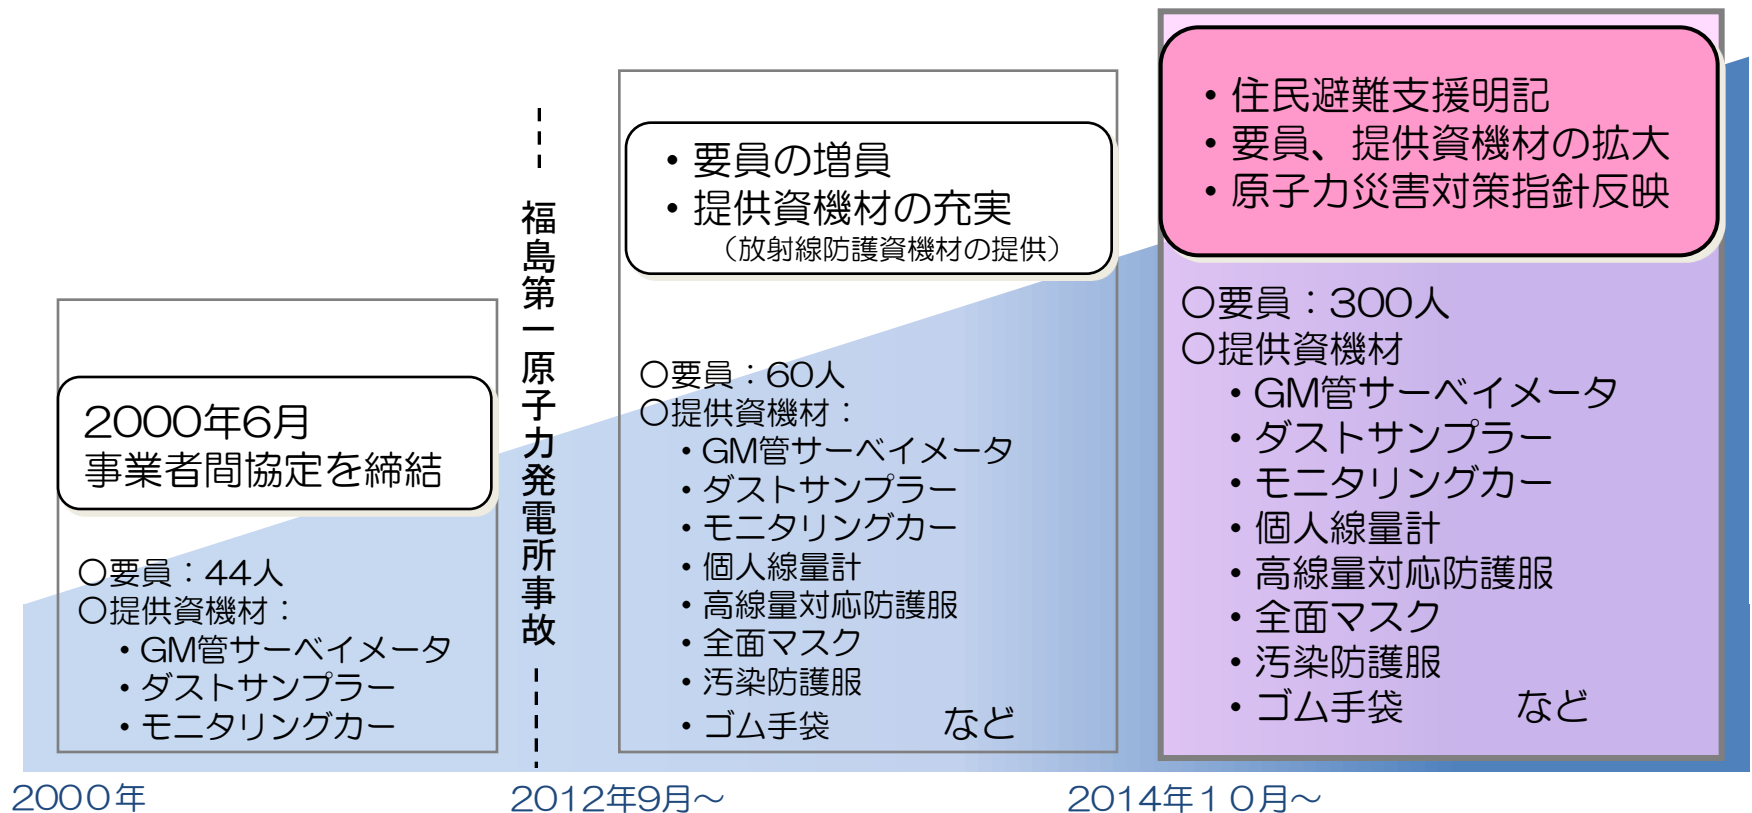 2000年6月
事業者間協定を締結
○要員：44人
○提供資機材：
・GM管サーベイメータ
・ダストサンプラー
・モニタリングカー
福島第一原子力発電所事故
・要員の増員
・提供資機材の充実
（放射線防護資機材の提供）
○要員：60人
○提供資機材：
・GM管サーベイメータ
・ダストサンプラー
・モニタリングカー
・個人線量計
・高線量対応防護服
・全面マスク
・汚染防護服
・ゴム手袋　など
・住民避難支援明記
・要員、提供資機材の拡大
・原子力災害対策指針反映
○要員：300人
○提供資機材
・GM管サーベイメータ
・ダストサンプラー
・モニタリングカー
・個人線量計
・高線量対応防護服
・全面マスク
・汚染防護服
・ゴム手袋　など
2000年
2012年9月～
2014年１０月～